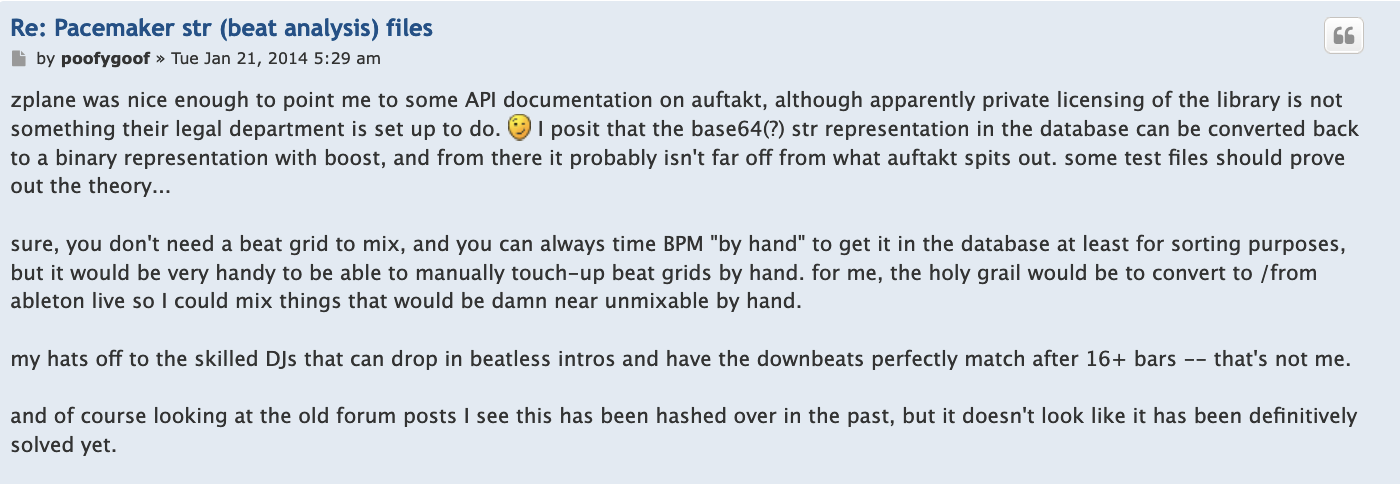 Re: Pacemaker str (beat analysis) files
by poofygoof » Tue Jan 21, 2014 5:29 am
zplane was nice enough to point me to some API documentation on auftakt, although apparently private licensing of the library is not
something their legal department is set up to do. 😉 I posit that the base64(?) str representation in the database can be converted back
to a binary representation with boost, and from there it probably isn't far off from what auftakt spits out. some test files should prove
out the theory...
sure, you don't need a beat grid to mix, and you can always time BPM "by hand" to get it in the database at least for sorting purposes,
but it would be very handy to be able to manually touch-up beat grids by hand. for me, the holy grail would be to convert to /from
ableton live so I could mix things that would be damn near unmixable by hand.
my hats off to the skilled DJs that can drop in beatless intros and have the downbeats perfectly match after 16+ bars -- that's not me.
and of course looking at the old forum posts I see this has been hashed over in the past, but it doesn't look like it has been definitively
solved yet.